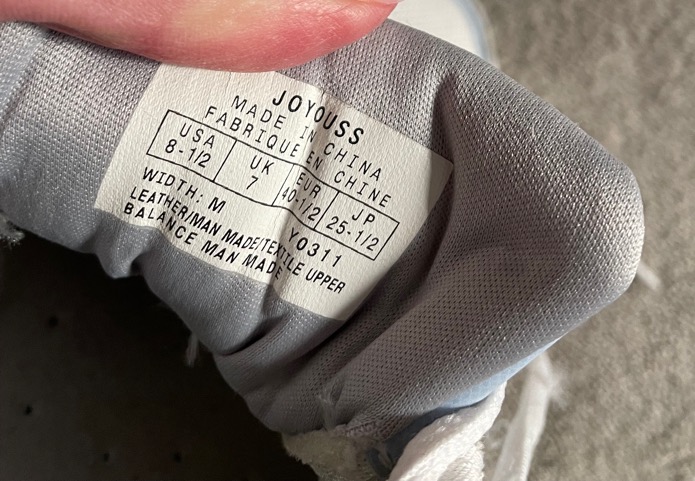 JOYOUSS
MADE IN CHINA
FABRIQUE EN CHINE
USA UK EUR JP
8-1/2 7 40-1/2 25-1/2
WIDTH: M Y0311
LEATHER/MAN MADE/TEXTILE UPPER
BALANCE MAN MADE